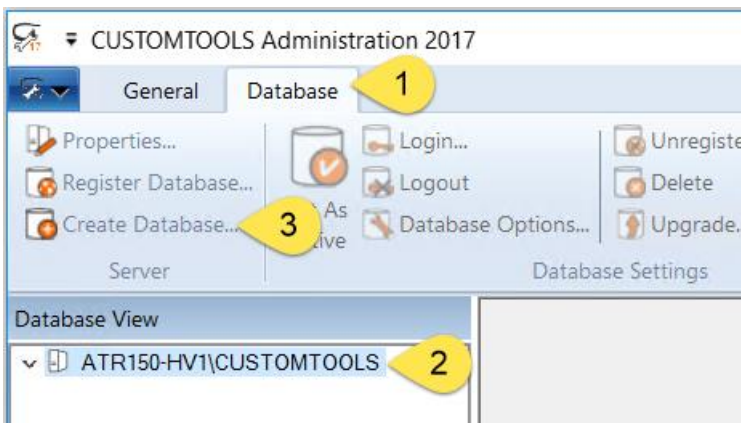 CUSTOMTOOLS Administration 2017
General
Database
1
Properties...
Login...
Register Database...
Logout
Delete
Create Database...
3
As
Database Options...
Upgrade.
Server
Database Settings
Database View
ATR150-HV1\CUSTOMTOOLS
2